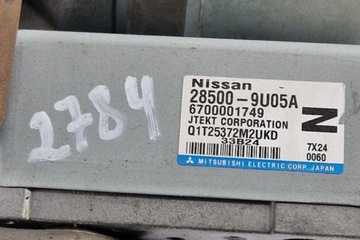 2784
Nissan
28500-9U05A
6700001749
JTEKT CORPORATION
Q1T25372M2UKD
33B24
N
7X24
0060
MITSUBISHI ELECTRIC CORP., JAPAN